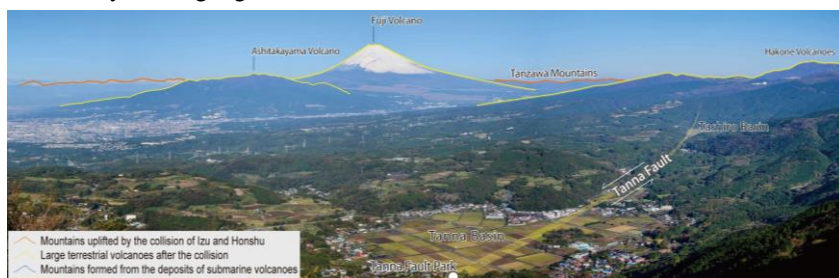 Fuji Volcano
Ashitakayama Volcano
Hakone Volcanoes
Tanzawa Mountains
Tashiro Basin
Tanna Fault
Tanna Basin
Tanna Fault Park
Mountains uplifted by the collision of Izu and Honshu
Large terrestrial volcanoes after the collision
Mountains formed from the deposits of submarine volcanoes